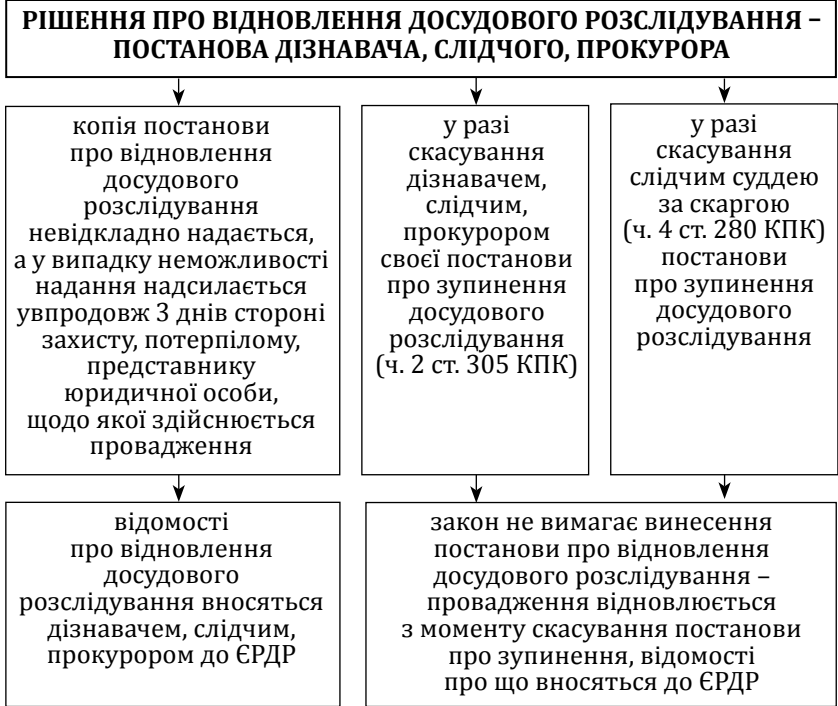 РІШЕННЯ ПРО ВІДНОВЛЕННЯ ДОСУДОВОГО РОЗСЛІДУВАННЯ –
ПОСТАНОВА ДІЗНАВАЧА, СЛІДЧОГО, ПРОКУРОРА
копія постанови
про відновлення
досудового
розслідування
невідкладно надається,
а у випадку неможливості
надання надсилається
увпродовж 3 днів стороні
захисту, потерпілому,
представнику
юридичної особи,
щодо якої здійснюється
провадження
у разі
скасування
дізнавачем,
слідчим,
прокурором
своєї постанови
про зупинення
досудового
розслідування
(ч. 2 ст. 305 КПК)
у разі
скасування
слідчим суддею
за скаргою
(ч. 4 ст. 280 КПК)
постанови
про зупинення
досудового
розслідування
відомості
про відновлення
досудового
розслідування вносяться
дізнавачем, слідчим,
прокурором до ЄРДР
закон не вимагає винесення
постанови про відновлення
досудового розслідування –
провадження відновлюється
з моменту скасування постанови
про зупинення, відомості
про що вносяться до ЄРДР